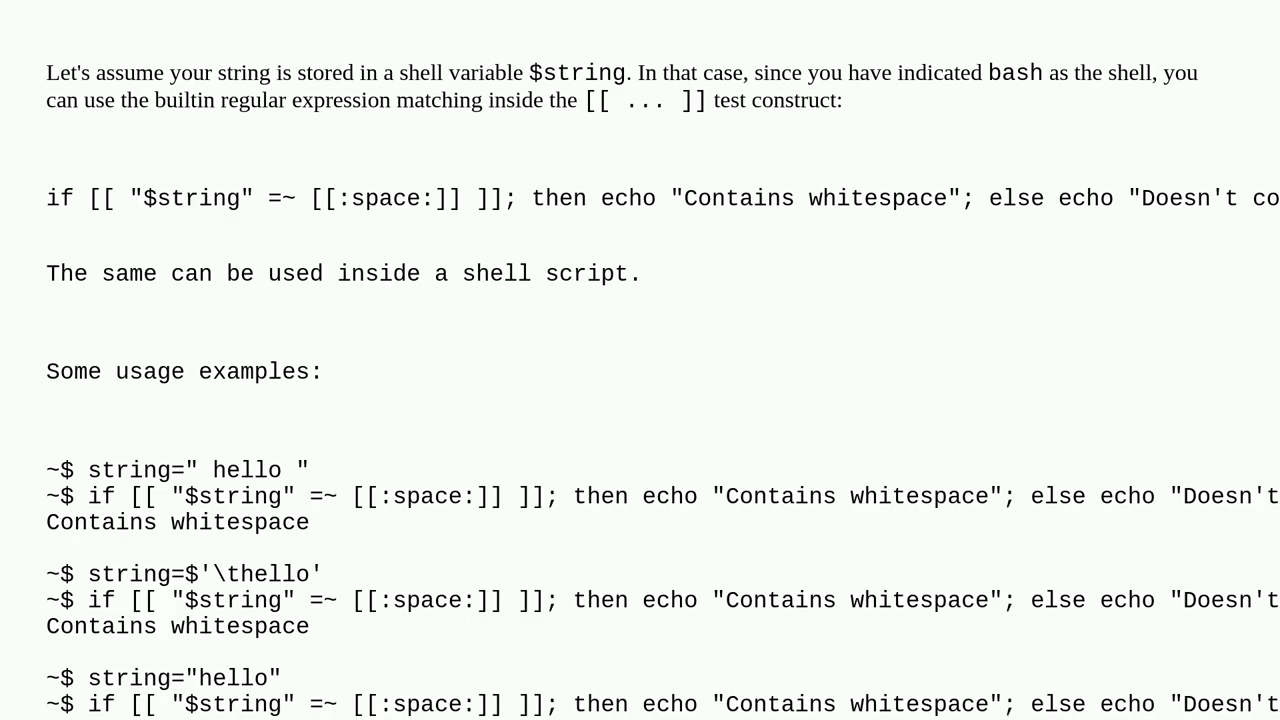 Let's assume your string is stored in a shell variable $string. In that case, since you have indicated bash as the shell, you
can use the builtin regular expression matching inside the [[ ... ]] test construct:
if [[ "$string" =~ [[:space:]] ]]; then echo "Contains whitespace"; else echo "Doesn't co
The same can be used inside a shell script.
Some usage examples:
~$ string=" hello "
~$ if [[ "$string" =~ [[:space:]] ]]; then echo "Contains whitespace"; else echo "Doesn't
Contains whitespace
~$ string=$'\thello'
~$ if [[ "$string" =~ [[:space:]] ]]; then echo "Contains whitespace"; else echo "Doesn't
Contains whitespace
~$ string="hello"
~$ if [[ "$string" =~ [[:space:]] ]]; then echo "Contains whitespace"; else echo "Doesn't